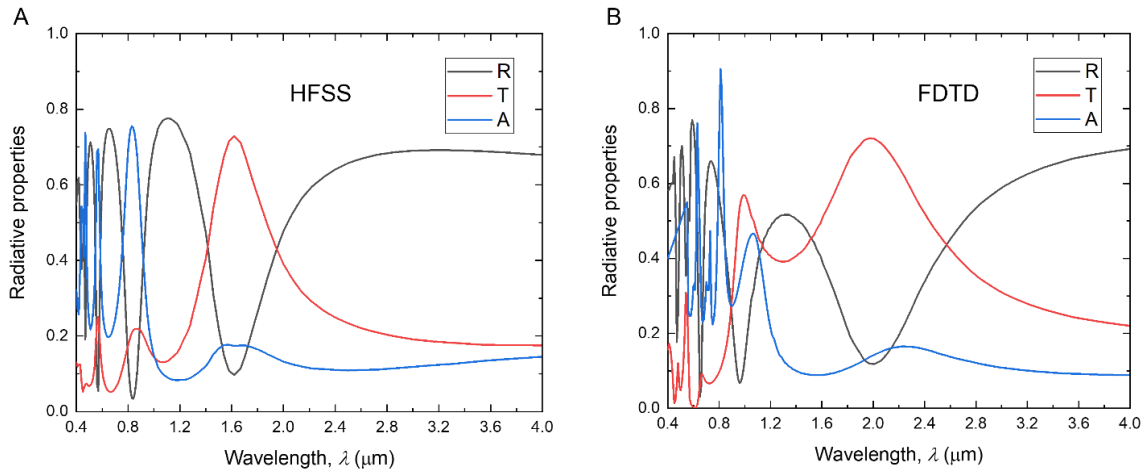 A
HFSS
R
T
A
Radiative properties
1.0
0.8
0.6
0.4
0.2
0.0
0.4 0.8 1.2 1.6 2.0 2.4 2.8 3.2 3.6 4.0
Wavelength, λ (μm)
B
FDTD
R
T
A
Radiative properties
1.0
0.8
0.6
0.4
0.2
0.0
0.4 0.8 1.2 1.6 2.0 2.4 2.8 3.2 3.6 4.0
Wavelength, λ (μm)